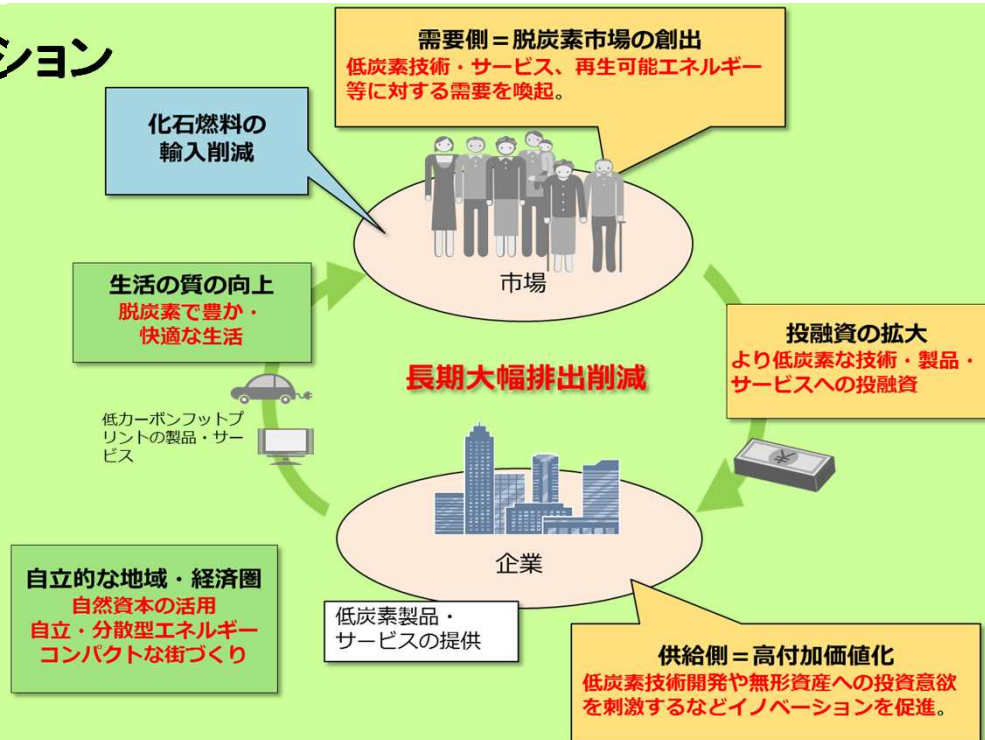 ション
需要側＝脱炭素市場の創出
低炭素技術・サービス、再生可能エネルギー
等に対する需要を喚起。
化石燃料の
輸入削減
市場
生活の質の向上
脱炭素で豊か・
快適な生活
投融資の拡大
より低炭素な技術・製品・
サービスへの投融資
長期大幅排出削減
低カーボンフットプ
リントの製品・サー
ビス
¥
企業
自立的な地域・経済圏
自然資本の活用
自立・分散型エネルギー
コンパクトな街づくり
低炭素製品・
サービスの提供
供給側＝高付加価値化
低炭素技術開発や無形資産への投資意欲
を刺激するなどイノベーションを促進。